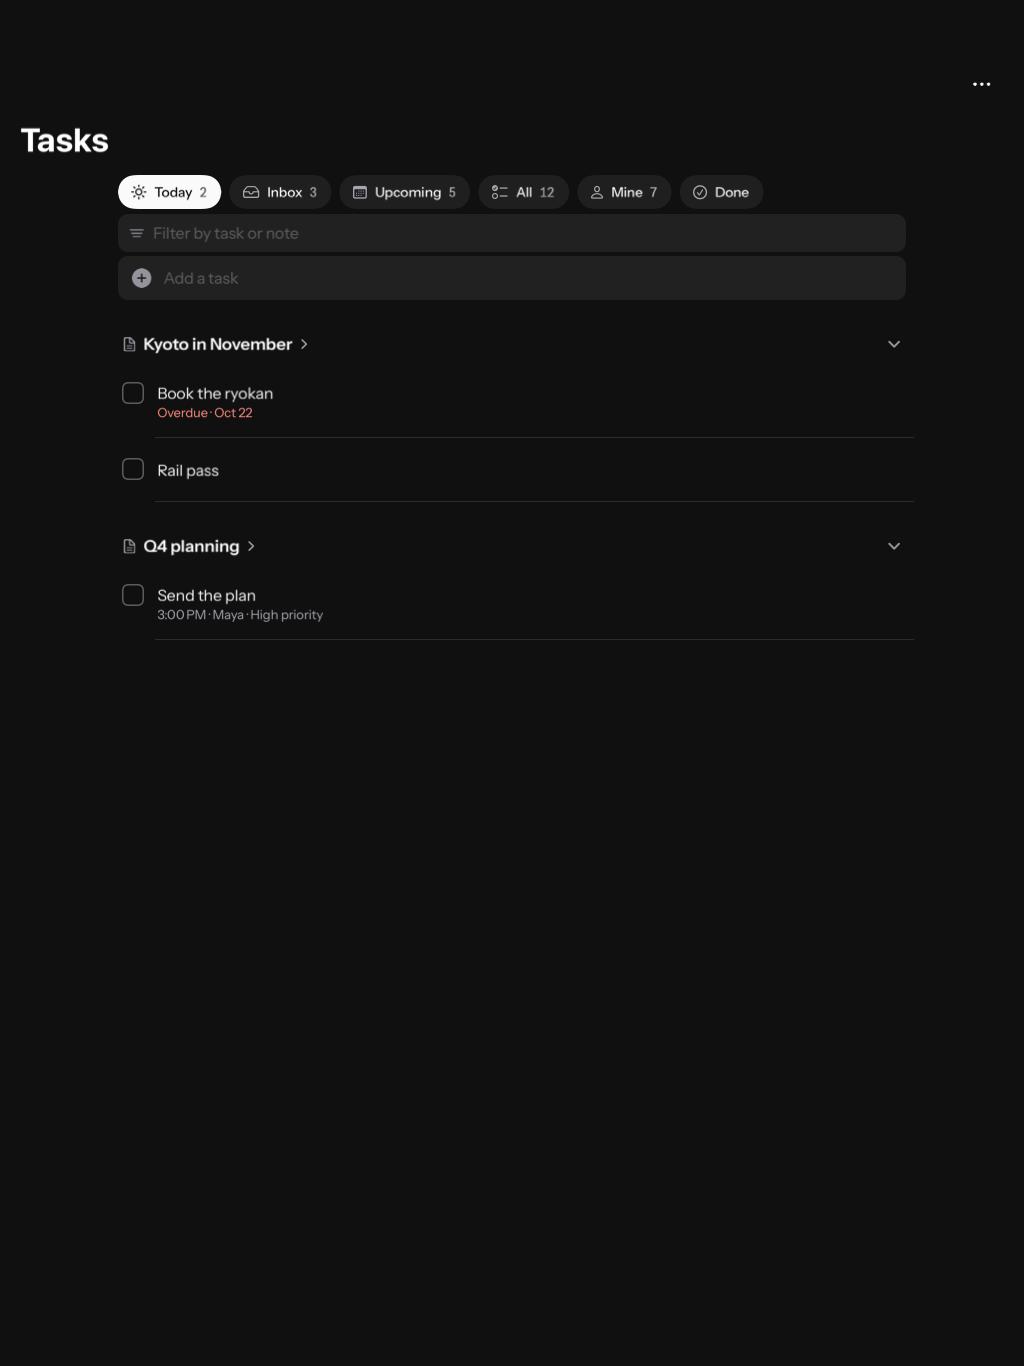 Tasks
Today 2 Inbox 3 Upcoming 5 All 12 Mine 7 Done
Filter by task or note
Add a task
Kyoto in November
Book the ryokan
Overdue · Oct 22
Rail pass
Q4 planning
Send the plan
3:00 PM · Maya · High priority